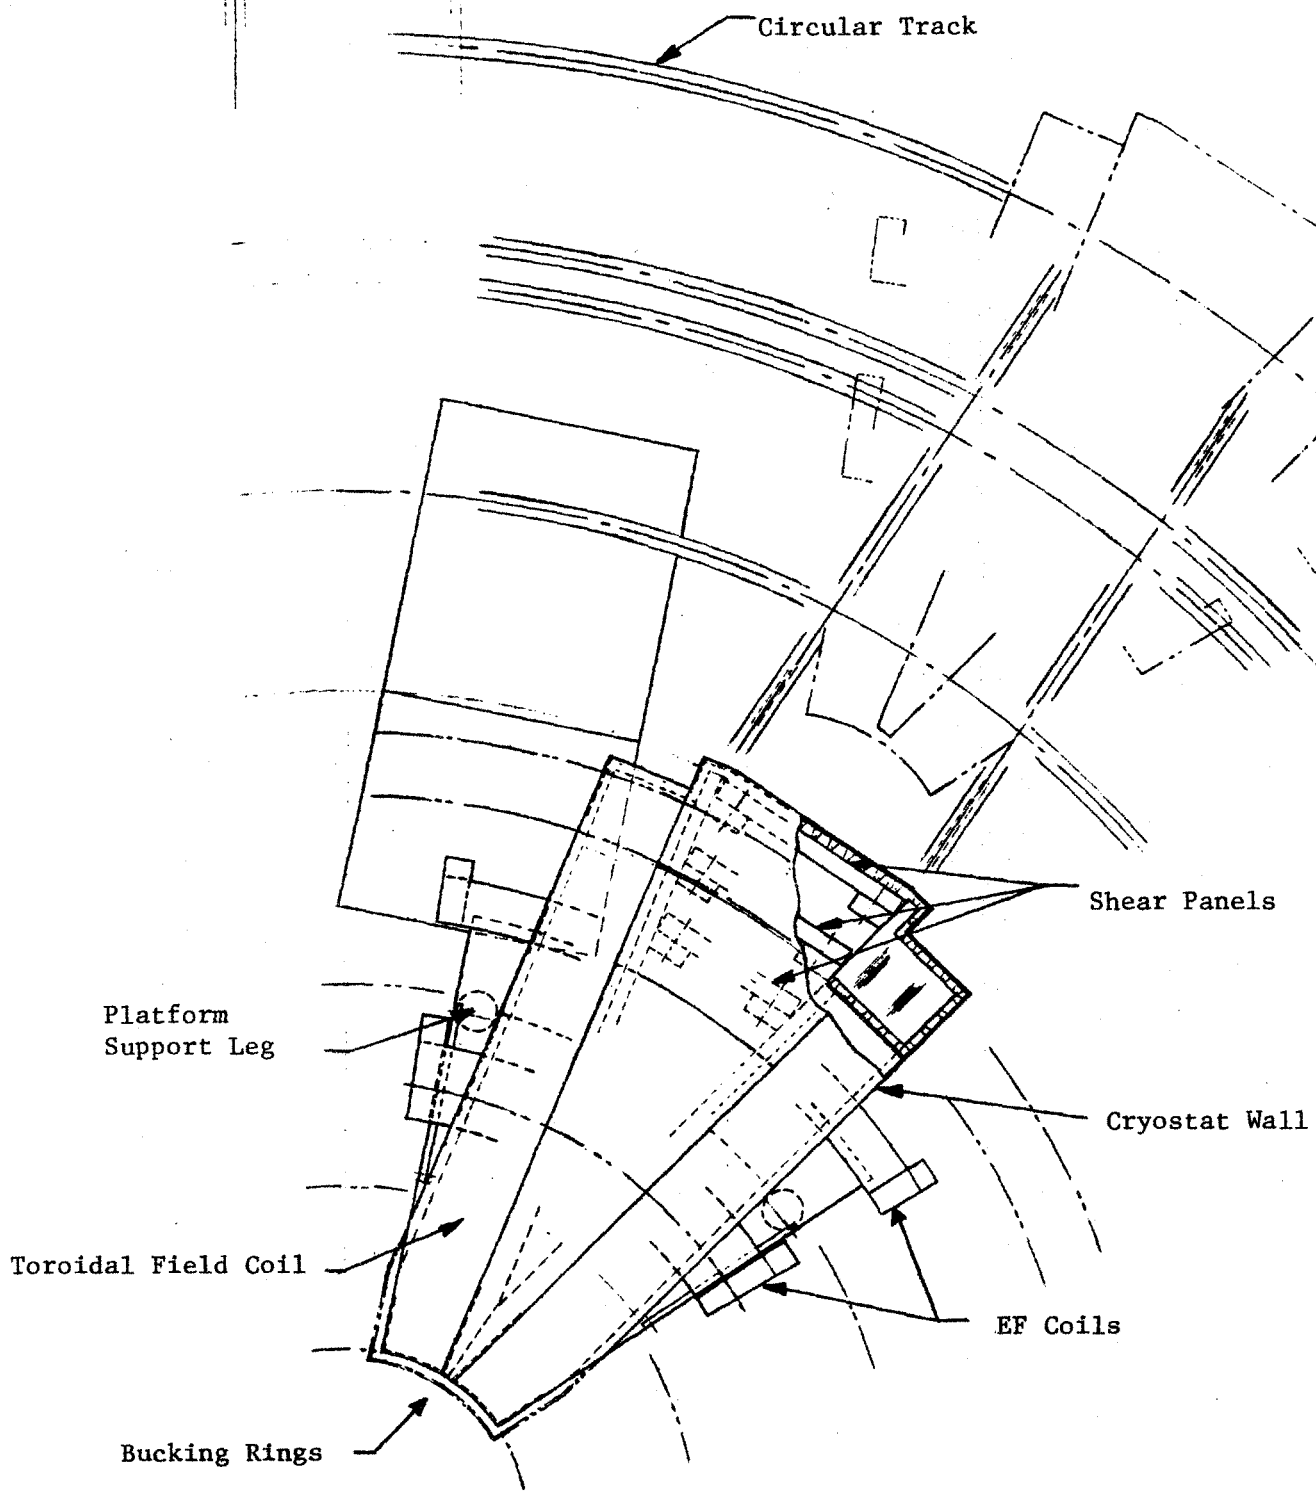 Circular Track
Shear Panels
Platform
Support Leg
Cryostat Wall
Toroidal Field Coil
EF Coils
Bucking Rings